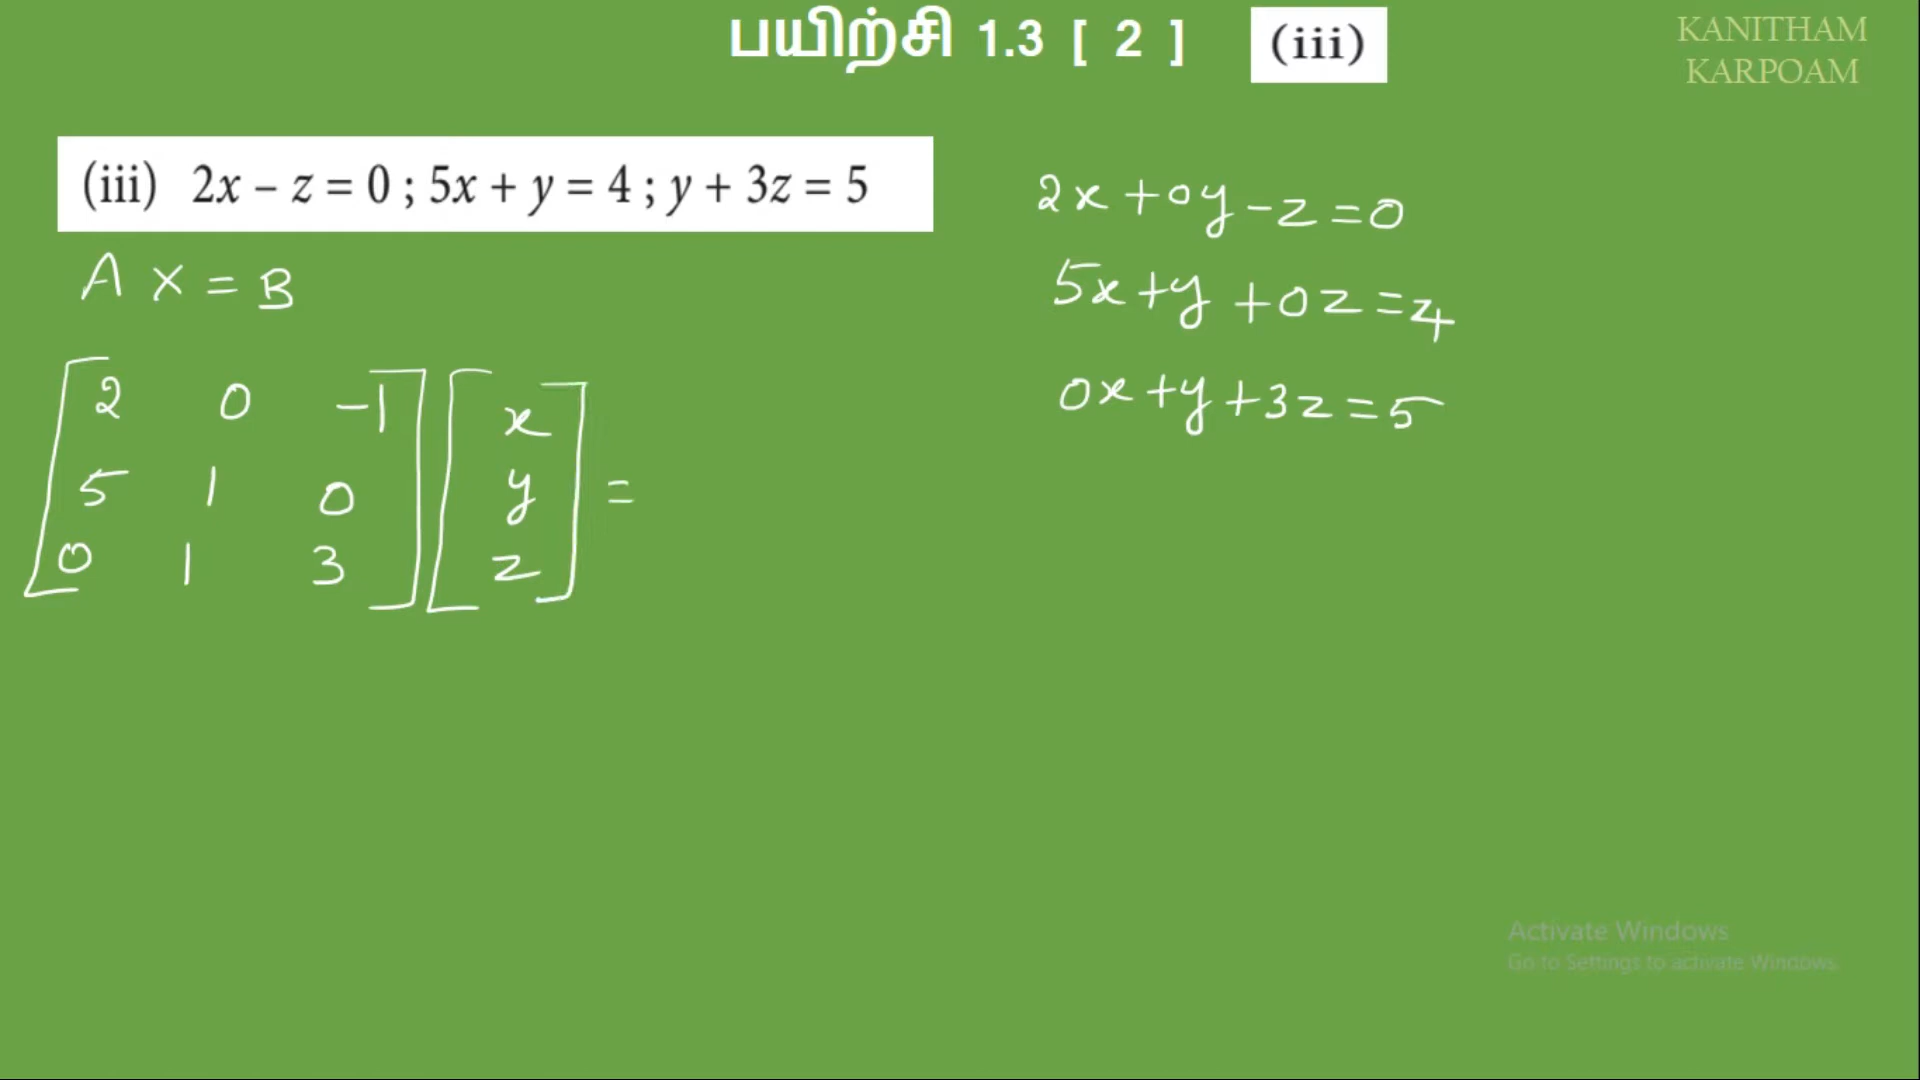 பயிற்சி 1.3 [ 2 ] (iii)
KANITHAM
KARPOAM
(iii) 2x – z = 0 ; 5x + y = 4 ; y + 3z = 5
A X = B
2 0 -1
5 1 0
0 1 3
x
y
z
=
2x+0y-z=0
5x+y+0z=4
0x+y+3z=5
Activate Windows
Go to Settings to activate Windows.